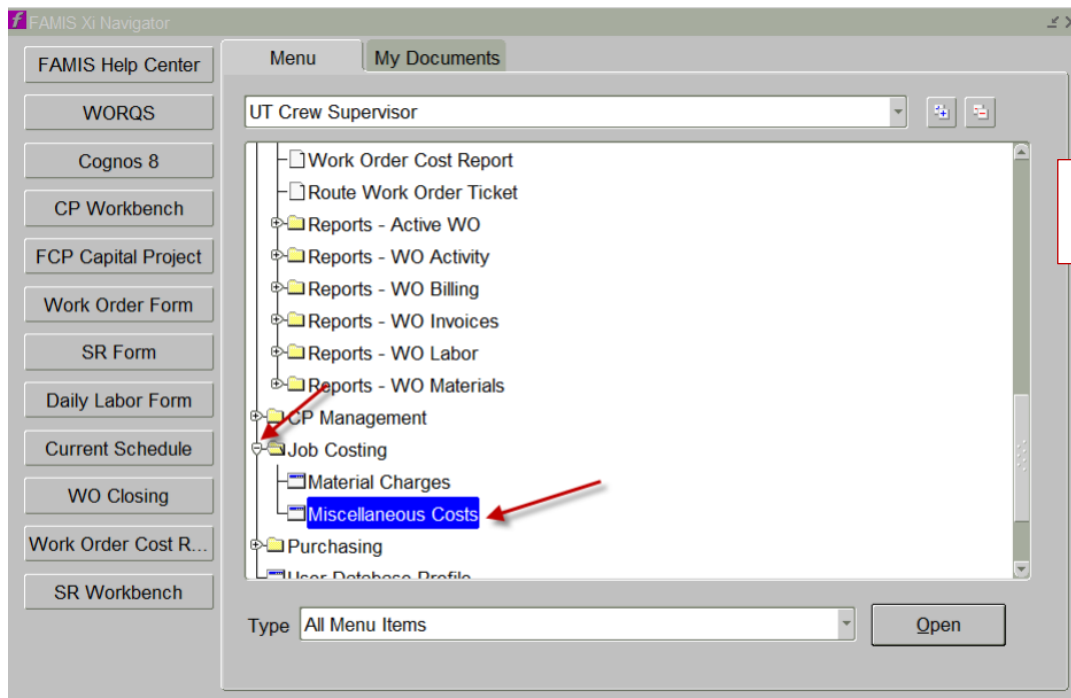 FAMIS Xi Navigator
FAMIS Help Center
WORQS
Cognos 8
CP Workbench
FCP Capital Project
Work Order Form
SR Form
Daily Labor Form
Current Schedule
WO Closing
Work Order Cost R...
SR Workbench
Menu
My Documents
UT Crew Supervisor
Work Order Cost Report
Route Work Order Ticket
Reports - Active WO
Reports - WO Activity
Reports - WO Billing
Reports - WO Invoices
Reports - WO Labor
Reports - WO Materials
CP Management
Job Costing
Material Charges
Miscellaneous Costs
Purchasing
User Database Profile
Type
All Menu Items
Open